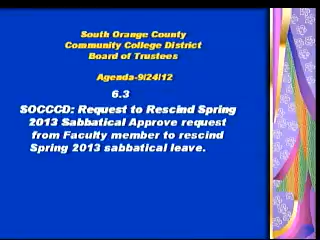 South Orange County
Community College District
Board of Trustees
Agenda-9/24/12
6.3
SOCCCD: Request to Rescind Spring
2013 Sabbatical Approve request
from Faculty member to rescind
Spring 2013 sabbatical leave.